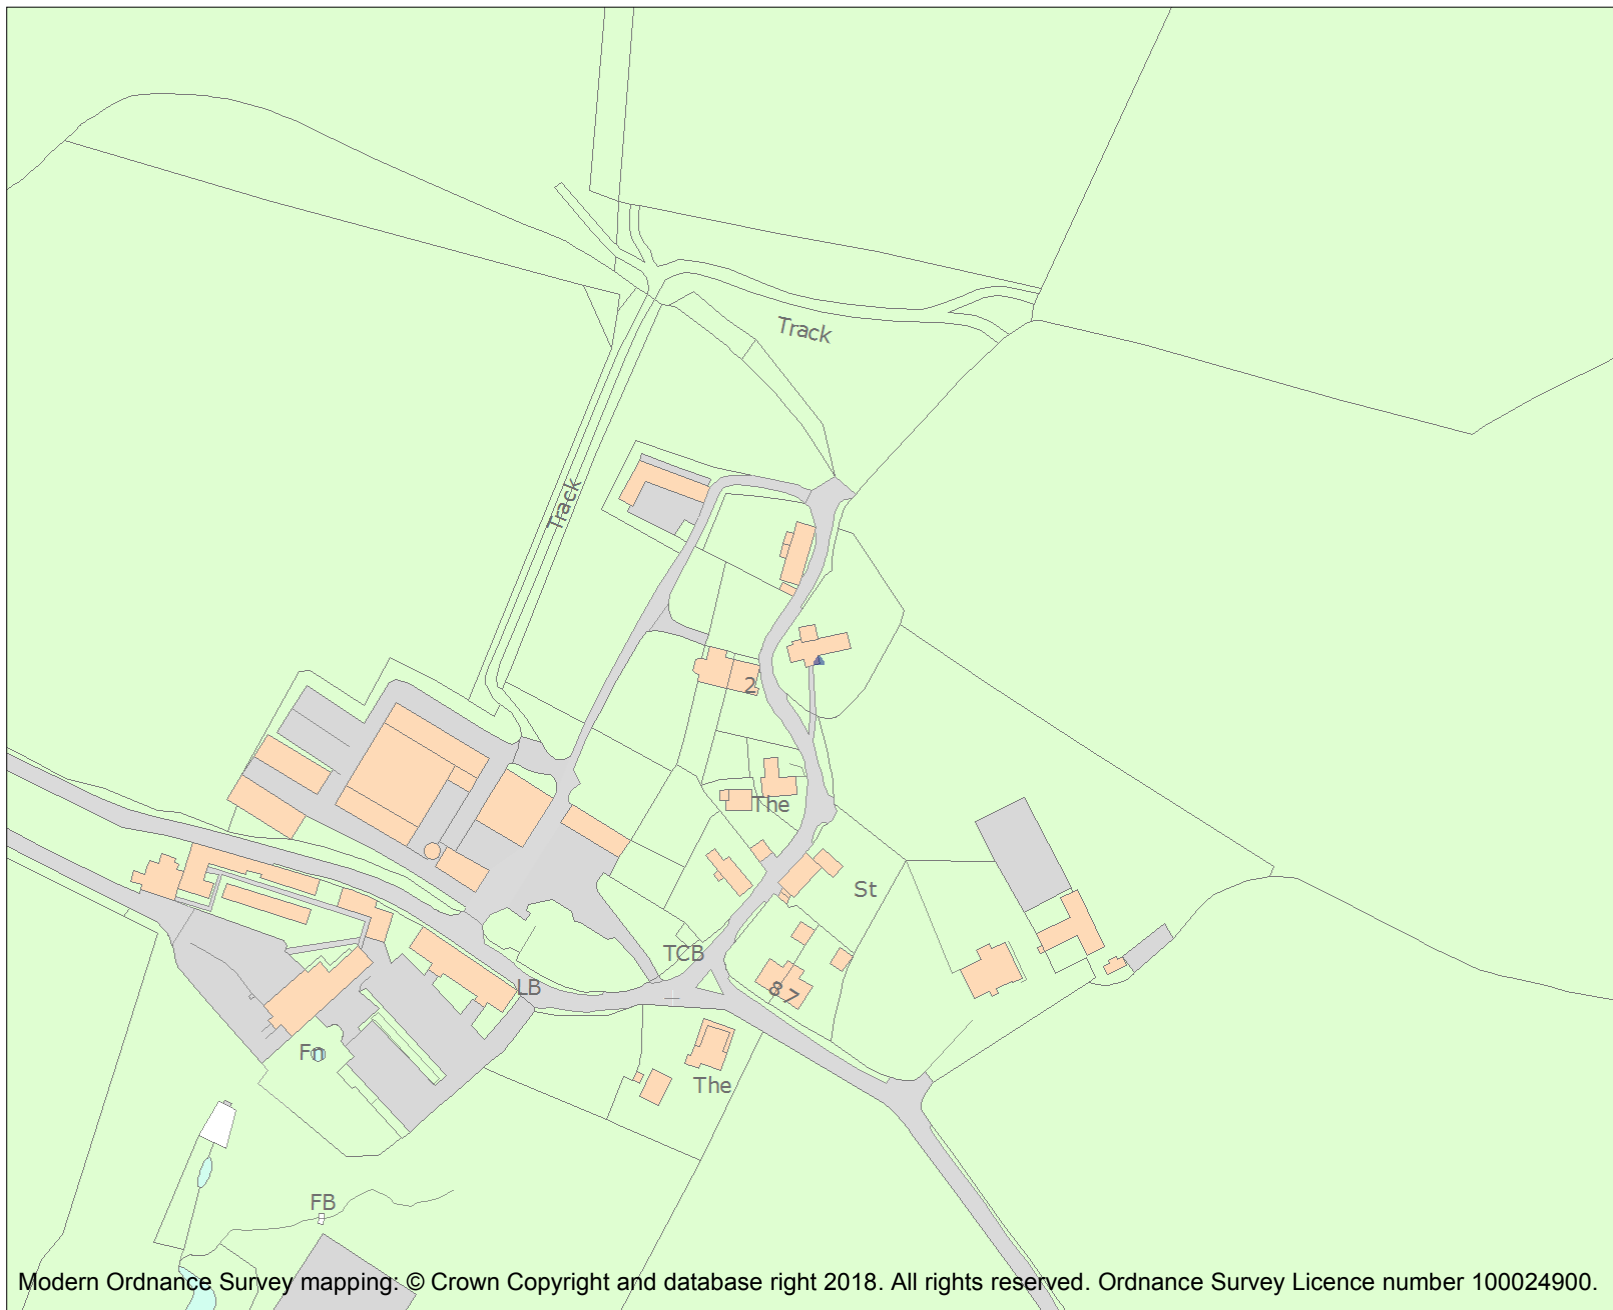 Track
Track
2
The
St
TCB
LB
8 7
Fn
The
FB
Modern Ordnance Survey mapping: © Crown Copyright and database right 2018. All rights reserved. Ordnance Survey Licence number 100024900.